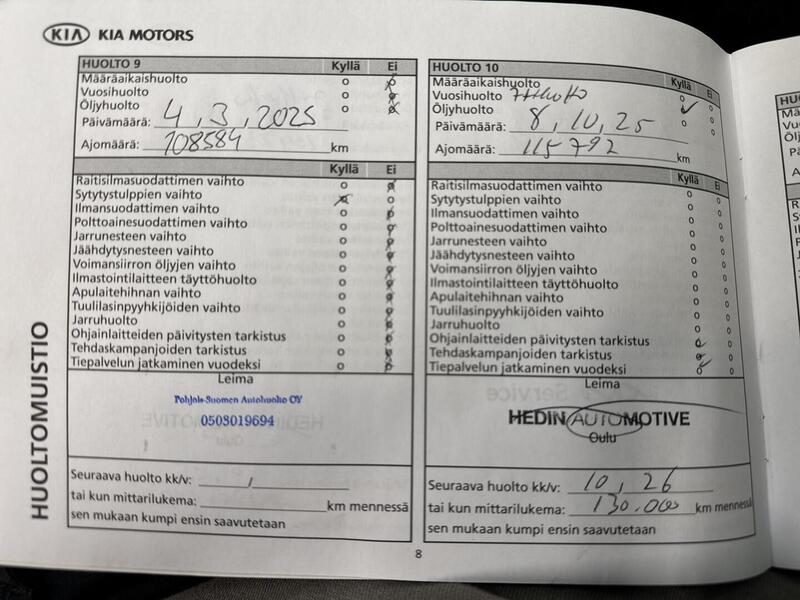 KIA KIA MOTORS
HUOLTO 9 Kyllä Ei
Määräaikaishuolto o o
Vuosihuolto o o
Öljyhuolto o o
Päivämäärä: 4, 3, 2025
Ajomäärä: 108584 km
Kyllä Ei
Raitisilmasuodattimen vaihto o o
Sytytystulppien vaihto o o
Ilmansuodattimen vaihto o o
Polttoainesuodattimen vaihto o o
Jarrunesteen vaihto o o
Jäähdytysnesteen vaihto o o
Voimansiirron öljyjen vaihto o o
Ilmastointilaitteen täyttöhuolto o o
Apulaitehihnan vaihto o o
Tuulilasinpyyhkijöiden vaihto o o
Jarruhuolto o o
Ohjainlaitteiden päivitysten tarkistus o o
Tehdaskampanjoiden tarkistus o o
Tiepalvelun jatkaminen vuodeksi o o
Leima
Pohjois-Suomen Autohuolto OY
0503019694
Seuraava huolto kk/v: /
tai kun mittarilukema: km mennessä
sen mukaan kumpi ensin saavutetaan
HUOLTO 10 Kyllä Ei
Määräaikaishuolto o o
Vuosihuolto o o
Öljyhuolto o o
Päivämäärä: 8, 10, 25
Ajomäärä: 115792 km
Kyllä Ei
Raitisilmasuodattimen vaihto o o
Sytytystulppien vaihto o o
Ilmansuodattimen vaihto o o
Polttoainesuodattimen vaihto o o
Jarrunesteen vaihto o o
Jäähdytysnesteen vaihto o o
Voimansiirron öljyjen vaihto o o
Ilmastointilaitteen täyttöhuolto o o
Apulaitehihnan vaihto o o
Tuulilasinpyyhkijöiden vaihto o o
Jarruhuolto o o
Ohjainlaitteiden päivitysten tarkistus o o
Tehdaskampanjoiden tarkistus o o
Tiepalvelun jatkaminen vuodeksi o o
Leima
HEDIN AUTOMOTIVE
Oulu
Seuraava huolto kk/v: 10, 26
tai kun mittarilukema: 130.000 km mennessä
sen mukaan kumpi ensin saavutetaan
HUOLTOMUISTIO
8